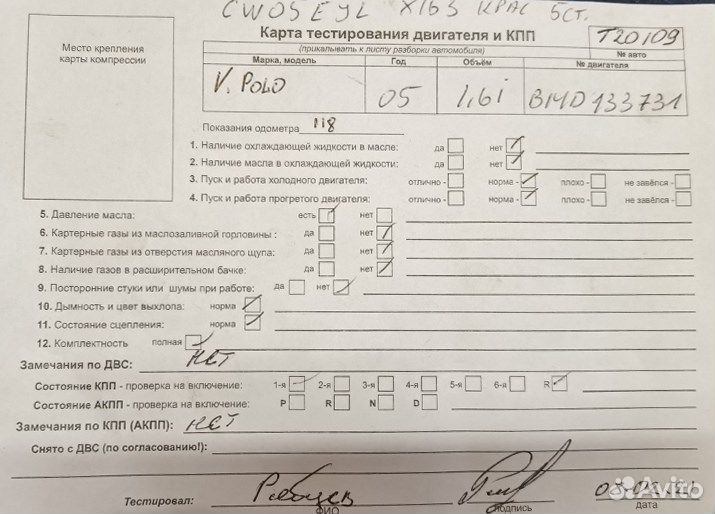 CW05EYL X163 КРАС 5ст.
Карта тестирования двигателя и КПП
(прикалывать к листу разборки автомобиля)
T20109
№ авто
Место крепления
карты компрессии
Марка, модель Год Объём № двигателя
V. POLO 05 1,6i BMD133731
Показания одометра 118
1. Наличие охлаждающей жидкости в масле: да нет
2. Наличие масла в охлаждающей жидкости: да нет
3. Пуск и работа холодного двигателя: отлично - норма - плохо - не завёлся -
4. Пуск и работа прогретого двигателя: отлично - норма - плохо - не завёлся -
5. Давление масла: есть нет
6. Картерные газы из маслозаливной горловины : да нет
7. Картерные газы из отверстия масляного щупа: да нет
8. Наличие газов в расширительном бачке: да нет
9. Посторонние стуки или шумы при работе: да нет
10. Дымность и цвет выхлопа: норма
11. Состояние сцепления: норма
12. Комплектность полная
Замечания по ДВС: НЕТ
Состояние КПП - проверка на включение: 1-я 2-я 3-я 4-я 5-я 6-я R
Состояние АКПП - проверка на включение: P R N D
Замечания по КПП (АКПП): НЕТ
Снято с ДВС (по согласованию!):
Тестировал:
ФИО подпись дата
Avito